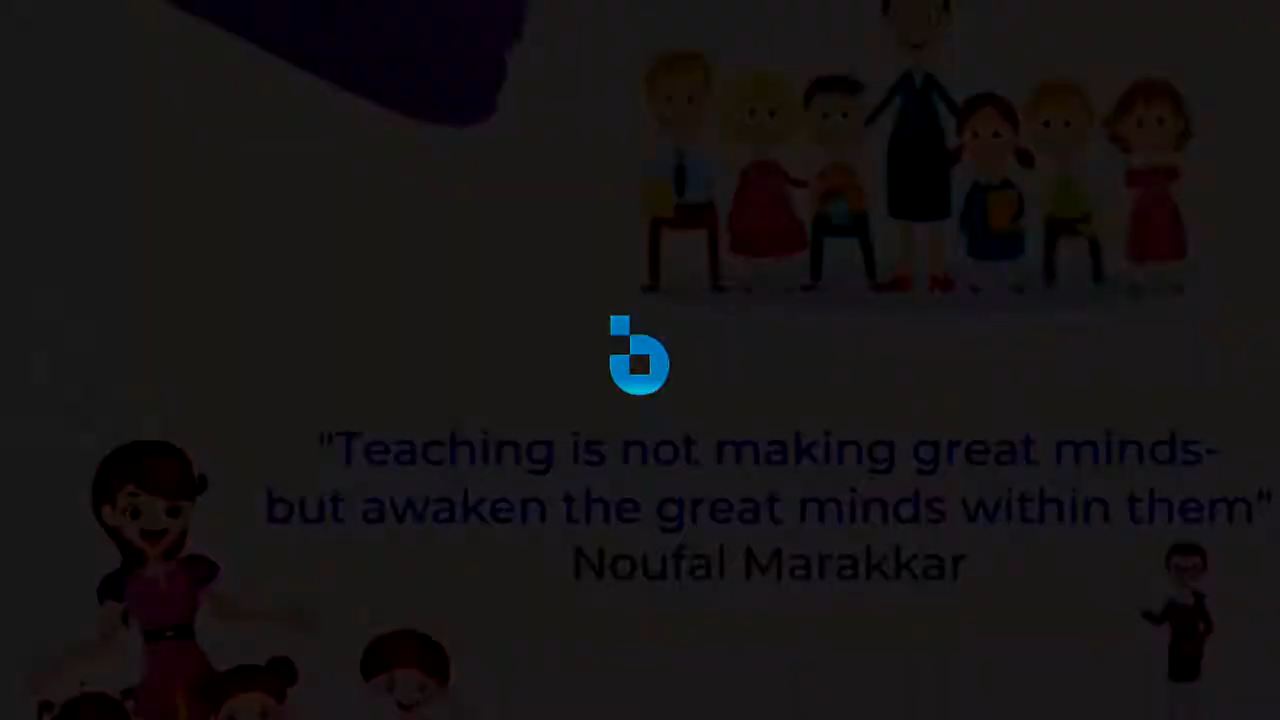 "Teaching is not making great minds-
but awaken the great minds within them"
Noufal Marakkar